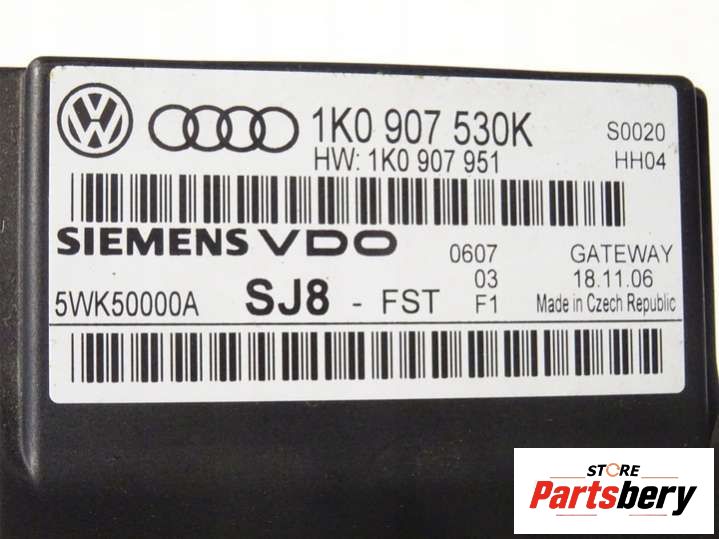 1K0 907 530K S0020
HW: 1K0 907 951 HH04
SIEMENS VDO 0607 GATEWAY
03 18.11.06
5WK50000A SJ8 - FST F1 Made in Czech Republic
STORE
Partsbery